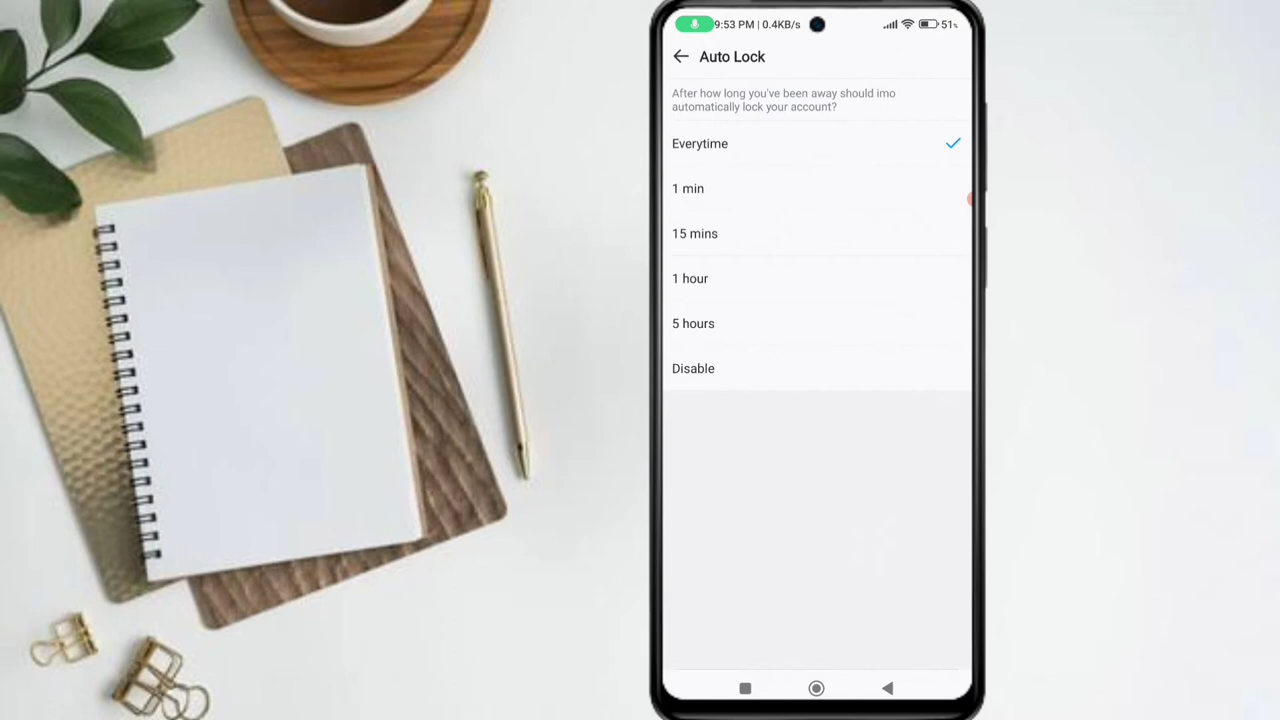 9:53 PM | 0.4KB/s 51%
Auto Lock
After how long you've been away should imo
automatically lock your account?
Everytime
1 min
15 mins
1 hour
5 hours
Disable